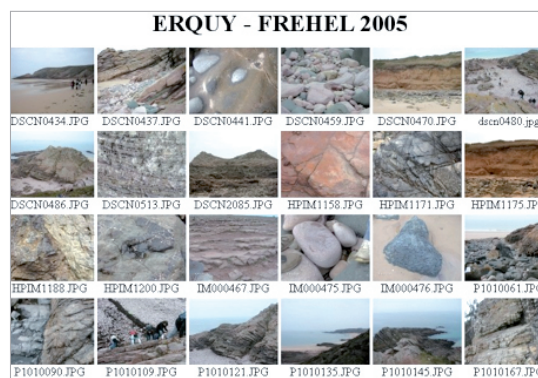 ERQUY - FREHEL 2005
DSCN0434.JPG DSCN0437.JPG DSCN0441.JPG DSCN0459.JPG DSCN0470.JPG dscn0480.jpg
DSCN0486.JPG DSCN0513.JPG DSCN2085.JPG HPIM1158.JPG HPIM1171.JPG HPIM1175.JPG
HPIM1188.JPG HPIM1200.JPG IM000467.JPG IM000475.JPG IM000476.JPG P1010061.JPG
P1010090.JPG P1010109.JPG P1010121.JPG P1010135.JPG P1010145.JPG P1010167.JPG